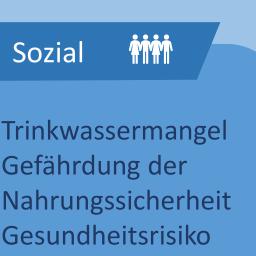 Sozial
Trinkwassermangel
Gefährdung der
Nahrungssicherheit
Gesundheitsrisiko